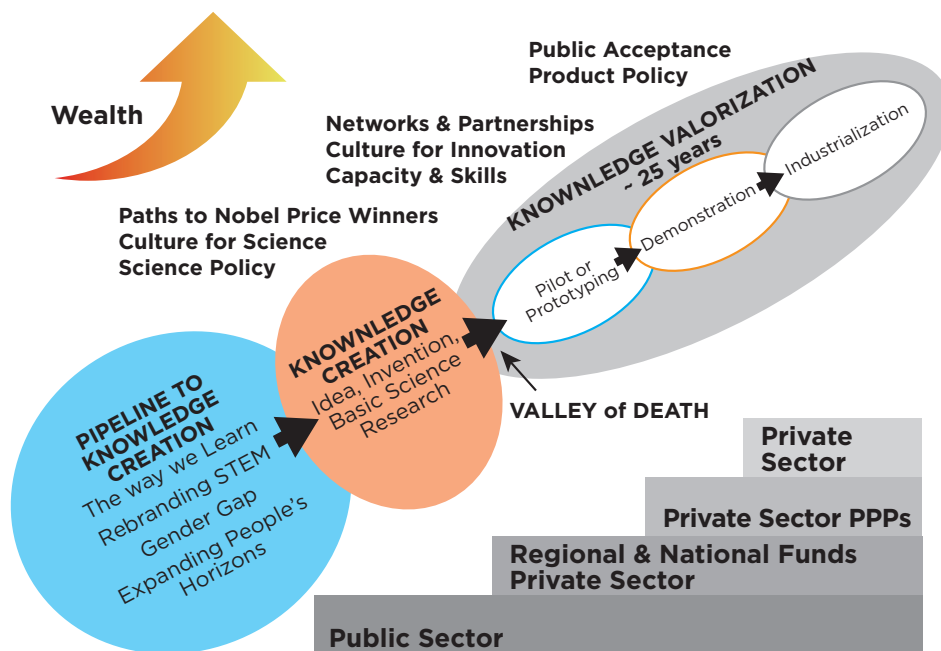 Wealth
Public Acceptance
Product Policy
Networks & Partnerships
Culture for Innovation
Capacity & Skills
Paths to Nobel Price Winners
Culture for Science
Science Policy
KNOWNLEDGE VALORIZATION
~ 25 years
Industrialization
Demonstration
Pilot or
Prototyping
KNOWNLEDGE
CREATION
Idea, Invention,
Basic Science
Research
VALLEY of DEATH
PIPELINE TO
KNOWNLEDGE
CREATION
The way we Learn
Rebranding STEM
Gender Gap
Expanding People's
Horizons
Private
Sector
Private Sector PPPs
Regional & National Funds
Private Sector
Public Sector